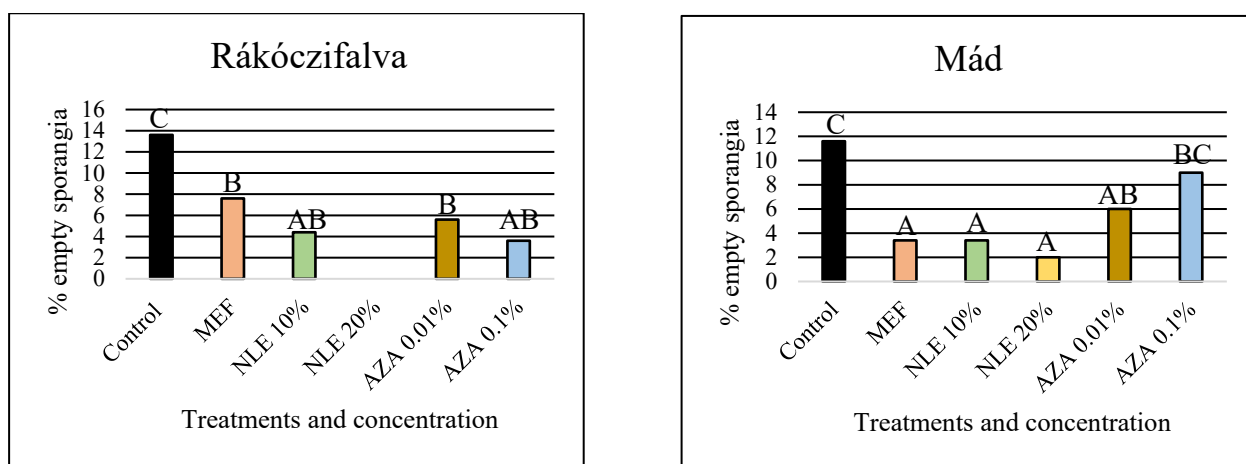 Rákóczifalva
% empty sporangia
16
14
12
10
8
6
4
2
0
C
B
AB
B
AB
Control
MEF
NLE 10%
NLE 20%
AZA 0.01%
AZA 0.1%
Treatments and concentration
Mád
% empty sporangia
14
12
10
8
6
4
2
0
C
A
A
A
AB
BC
Control
MEF
NLE 10%
NLE 20%
AZA 0.01%
AZA 0.1%
Treatments and concentration